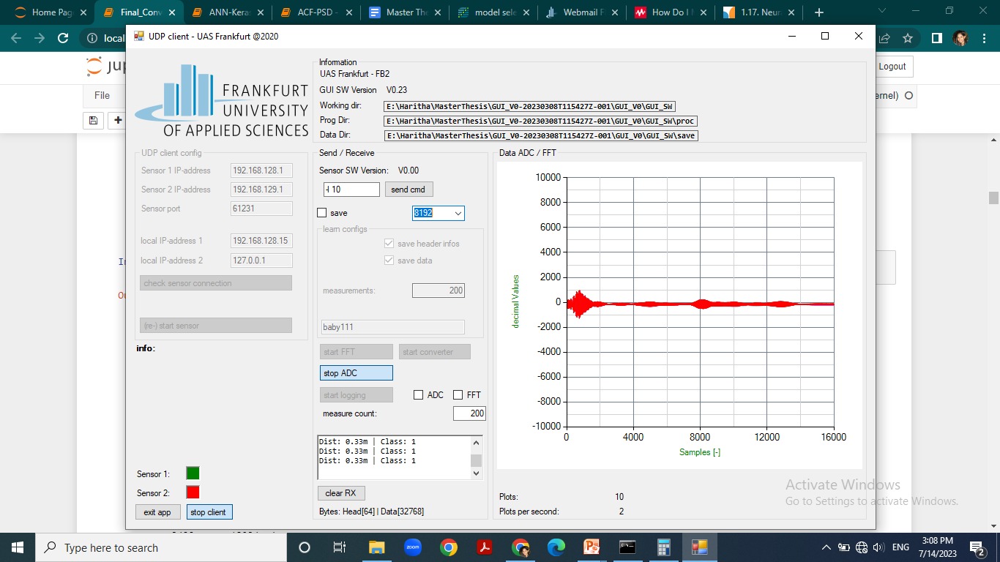 Home Page
Final_Conv
ANN-Keras
ACF-PSD -
Master The
model sele
Webmail F
How Do I M
1.17. Neura
local
UDP client - UAS Frankfurt @2020
jup
Logout
File
ernel)
FRANKFURT
UNIVERSITY
OF APPLIED SCIENCES
Information
UAS Frankfurt - FB2
GUI SW Version V0.23
Working dir: E:\Haritha\MasterThesis\GUI_V0-20230308T115427Z-001\GUI_V0\GUI_SW
Prog Dir: E:\Haritha\MasterThesis\GUI_V0-20230308T115427Z-001\GUI_V0\GUI_SW\proc
Data Dir: E:\Haritha\MasterThesis\GUI_V0-20230308T115427Z-001\GUI_V0\GUI_SW\save
UDP client config
Sensor 1 IP-address 192.168.128.1
Sensor 2 IP-address 192.168.129.1
Sensor port 61231
local IP-address 1 192.168.128.15
local IP-address 2 127.0.0.1
check sensor connection
(re-) start sensor
info:
Sensor 1:
Sensor 2:
exit app stop client
Send / Receive
Sensor SW Version: V0.00
-l 10 send cmd
save 8192
learn configs
save header infos
save data
measurements: 200
baby111
start FFT start converter
stop ADC
start logging ADC FFT
measure count: 200
Dist: 0.33m | Class: 1
Dist: 0.33m | Class: 1
Dist: 0.33m | Class: 1
clear RX
Bytes: Head[64] | Data[32768]
Data ADC / FFT
10000
8000
6000
4000
2000
0
-2000
-4000
-6000
-8000
-10000
decimal Values
0 4000 8000 12000 16000
Samples [-]
Plots: 10
Plots per second: 2
Activate Windows
Go to Settings to activate Windows.
Type here to search
zoom
ENG
3:08 PM
7/14/2023
2